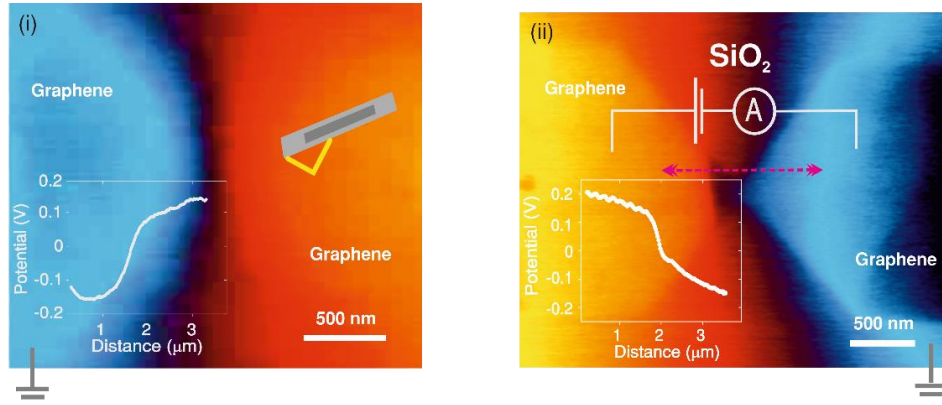 (i)
Graphene
Graphene
Potential (V)
0.2
0.1
0
-0.1
-0.2
1
2
3
Distance (μm)
500 nm
(ii)
SiO₂
Graphene
A
Graphene
Potential (V)
0.2
0.1
0
-0.1
-0.2
1
2
3
Distance (μm)
500 nm